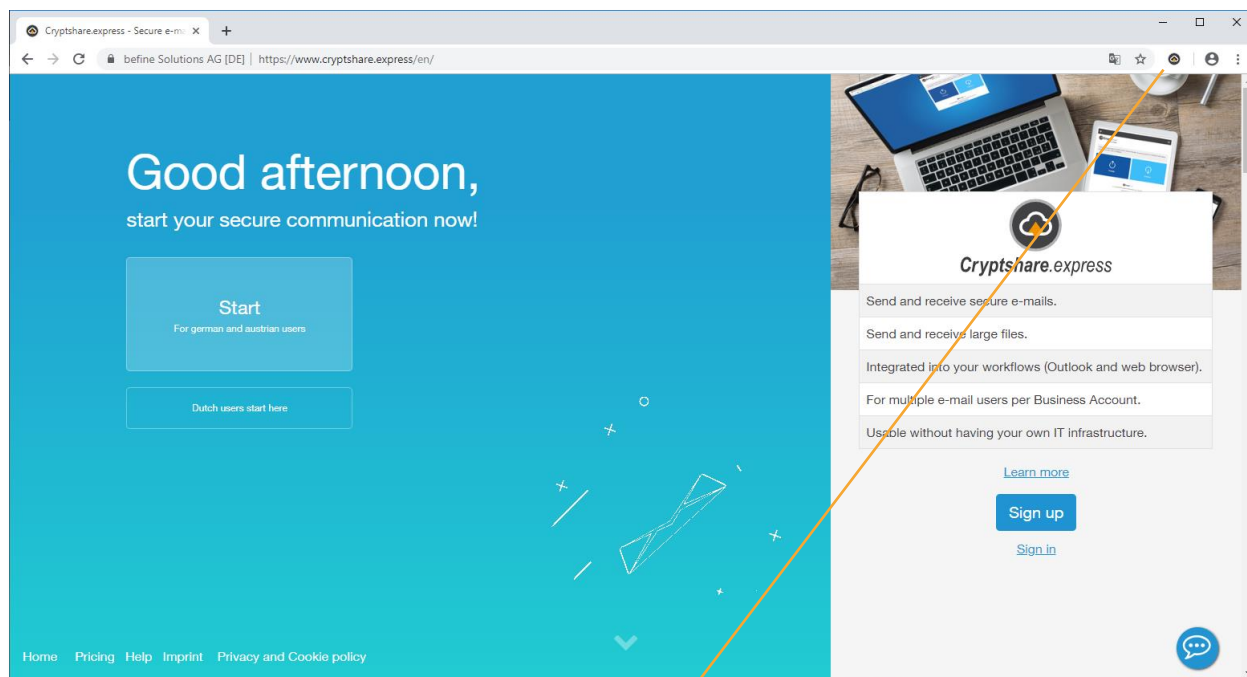 Cryptshare.express - Secure e-m
befine Solutions AG [DE] | https://www.cryptshare.express/en/
Good afternoon,
start your secure communication now!
Start
For german and austrian users
Dutch users start here
Home Pricing Help Imprint Privacy and Cookie policy
Cryptshare.express
Send and receive secure e-mails.
Send and receive large files.
Integrated into your workflows (Outlook and web browser).
For multiple e-mail users per Business Account.
Usable without having your own IT infrastructure.
Learn more
Sign up
Sign in